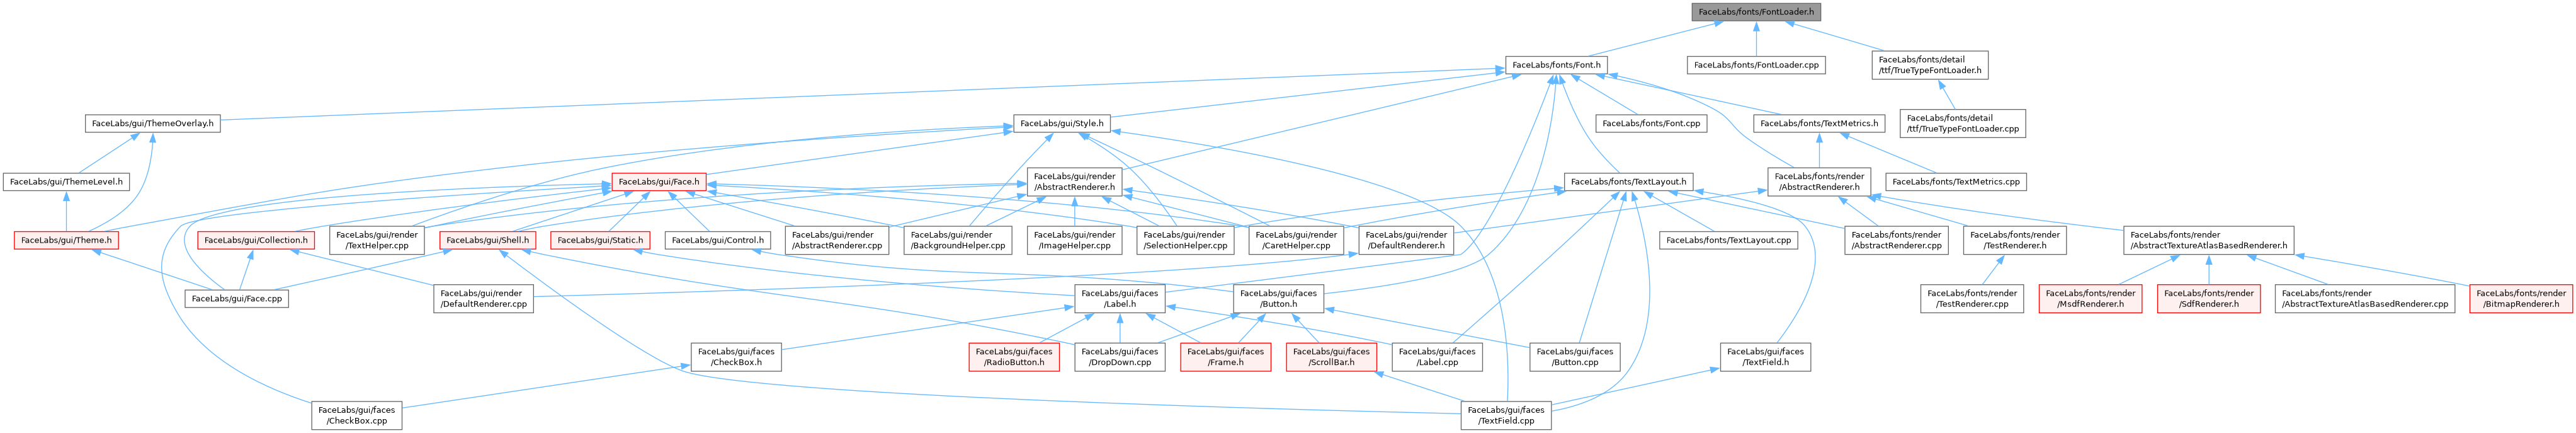 FaceLabs/fonts/FontLoader.h
FaceLabs/fonts/Font.h
FaceLabs/fonts/FontLoader.cpp
FaceLabs/fonts/detail
/ttf/TrueTypeFontLoader.h
FaceLabs/gui/ThemeOverlay.h
FaceLabs/gui/Style.h
FaceLabs/fonts/Font.cpp
FaceLabs/fonts/TextMetrics.h
FaceLabs/fonts/detail
/ttf/TrueTypeFontLoader.cpp
FaceLabs/gui/ThemeLevel.h
FaceLabs/gui/Face.h
FaceLabs/gui/render
/AbstractRenderer.h
FaceLabs/fonts/TextLayout.h
FaceLabs/fonts/render
/AbstractRenderer.h
FaceLabs/fonts/TextMetrics.cpp
FaceLabs/gui/Theme.h
FaceLabs/gui/Collection.h
FaceLabs/gui/render
/TextHelper.cpp
FaceLabs/gui/Shell.h
FaceLabs/gui/Static.h
FaceLabs/gui/Control.h
FaceLabs/gui/render
/AbstractRenderer.cpp
FaceLabs/gui/render
/BackgroundHelper.cpp
FaceLabs/gui/render
/ImageHelper.cpp
FaceLabs/gui/render
/SelectionHelper.cpp
FaceLabs/gui/render
/CaretHelper.cpp
FaceLabs/gui/render
/DefaultRenderer.h
FaceLabs/fonts/TextLayout.cpp
FaceLabs/fonts/render
/AbstractRenderer.cpp
FaceLabs/fonts/render
/TestRenderer.h
FaceLabs/fonts/render
/AbstractTextureAtlasBasedRenderer.h
FaceLabs/gui/Face.cpp
FaceLabs/gui/render
/DefaultRenderer.cpp
FaceLabs/gui/faces
/Label.h
FaceLabs/gui/faces
/Button.h
FaceLabs/fonts/render
/TestRenderer.cpp
FaceLabs/fonts/render
/MsdfRenderer.h
FaceLabs/fonts/render
/SdfRenderer.h
FaceLabs/fonts/render
/AbstractTextureAtlasBasedRenderer.cpp
FaceLabs/fonts/render
/BitmapRenderer.h
FaceLabs/gui/faces
/CheckBox.h
FaceLabs/gui/faces
/RadioButton.h
FaceLabs/gui/faces
/DropDown.cpp
FaceLabs/gui/faces
/Frame.h
FaceLabs/gui/faces
/ScrollBar.h
FaceLabs/gui/faces
/Label.cpp
FaceLabs/gui/faces
/Button.cpp
FaceLabs/gui/faces
/TextField.h
FaceLabs/gui/faces
/CheckBox.cpp
FaceLabs/gui/faces
/TextField.cpp